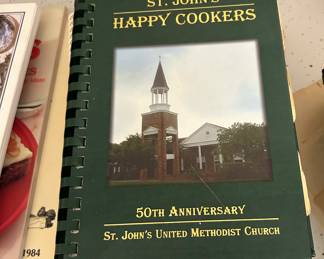 ST. JOHN'S
HAPPY COOKERS
50TH ANNIVERSARY
ST. JOHN'S UNITED METHODIST CHURCH
1984